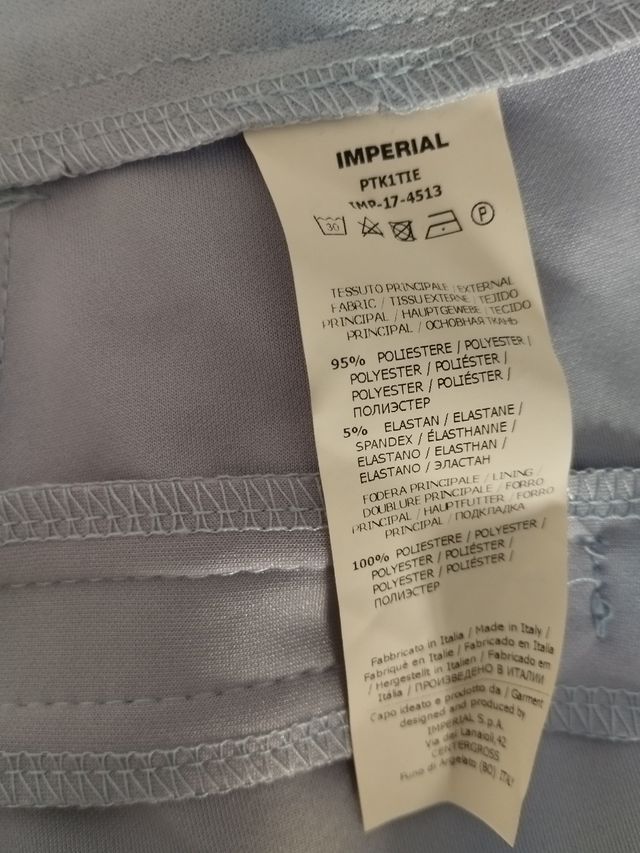 IMPERIAL
PTK1TIE
IMP-17-4513
30 P
TESSUTO PRINCIPALE / EXTERNAL
FABRIC / TISSU EXTERNE / TEJIDO
PRINCIPAL / HAUPTGEWEBE / TECIDO
PRINCIPAL / ОСНОВНАЯ ТКАНЬ
95% POLIESTERE / POLYESTER /
POLYESTER / POLIÉSTER /
POLYESTER / POLIÉSTER /
ПОЛИЭСТЕР
5% ELASTAN / ELASTANE /
SPANDEX / ÉLASTHANNE /
ELASTANO / ELASTHAN /
ELASTANO / ЭЛАСТАН
FODERA PRINCIPALE / LINING /
DOUBLURE PRINCIPALE / FORRO
PRINCIPAL / HAUPTFUTTER / FORRO
PRINCIPAL / ПОДКЛАДКА
100% POLIESTERE / POLYESTER /
POLYESTER / POLIÉSTER /
POLYESTER / POLIÉSTER /
ПОЛИЭСТЕР
Fabbricato in Italia / Made in Italy /
Fabriqué en Italie / Fabricado en Italia
/ Hergestellt in Italien / Fabricado em
Itália / ПРОИЗВЕДЕНО В ИТАЛИИ
Capo ideato e prodotto da / Garment
designed and produced by
IMPERIAL S.p.A.
Via dei Lanaioli,42
CENTERGROSS
Funo di Argelato (BO) ITALY